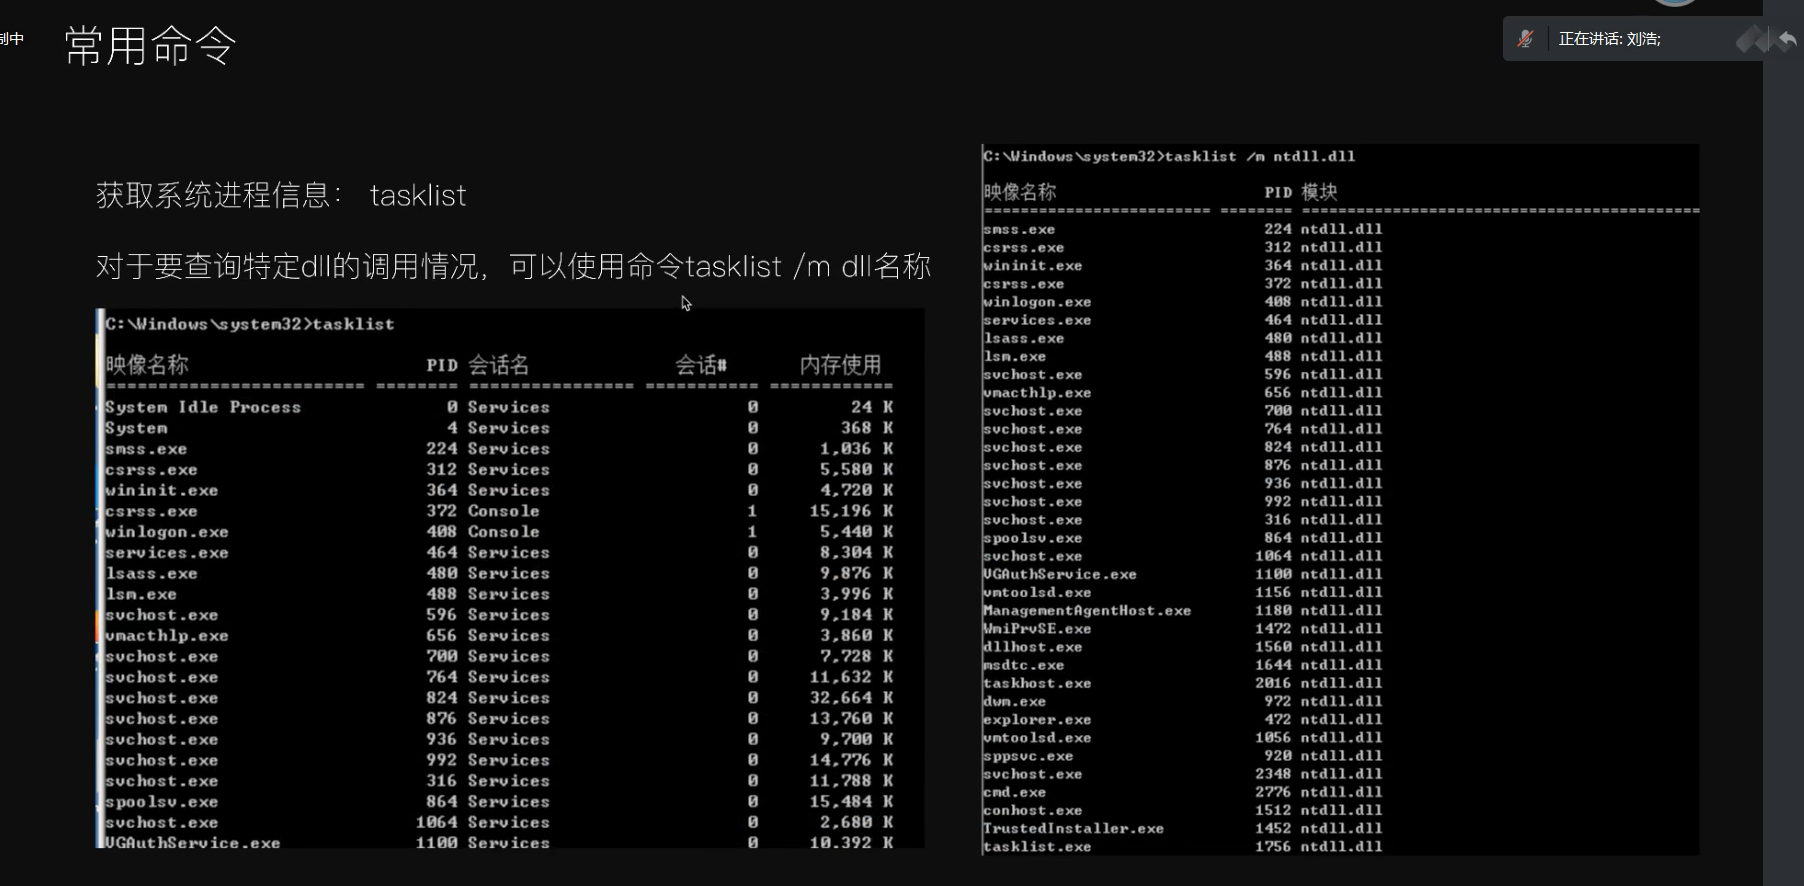 制中
常用命令
正在讲话: 刘浩;
获取系统进程信息： tasklist
对于要查询特定dll的调用情况，可以使用命令tasklist /m dll名称
C:\Windows\system32>tasklist
映像名称 PID 会话名 会话# 内存使用
========================= ======== ================ =========== ============
System Idle Process 0 Services 0 24 K
System 4 Services 0 368 K
smss.exe 224 Services 0 1,036 K
csrss.exe 312 Services 0 5,580 K
wininit.exe 364 Services 0 4,720 K
csrss.exe 372 Console 1 15,196 K
winlogon.exe 408 Console 1 5,440 K
services.exe 464 Services 0 8,304 K
lsass.exe 480 Services 0 9,876 K
lsm.exe 488 Services 0 3,996 K
svchost.exe 596 Services 0 9,184 K
vmacthlp.exe 656 Services 0 3,860 K
svchost.exe 700 Services 0 7,728 K
svchost.exe 764 Services 0 11,632 K
svchost.exe 824 Services 0 32,664 K
svchost.exe 876 Services 0 13,760 K
svchost.exe 936 Services 0 9,700 K
svchost.exe 992 Services 0 14,776 K
svchost.exe 316 Services 0 11,788 K
spoolsv.exe 864 Services 0 15,484 K
svchost.exe 1064 Services 0 2,680 K
VGAuthService.exe 1100 Services 0 10,392 K
C:\Windows\system32>tasklist /m ntdll.dll
映像名称 PID 模块
========================= ======== ============================================
smss.exe 224 ntdll.dll
csrss.exe 312 ntdll.dll
wininit.exe 364 ntdll.dll
csrss.exe 372 ntdll.dll
winlogon.exe 408 ntdll.dll
services.exe 464 ntdll.dll
lsass.exe 480 ntdll.dll
lsm.exe 488 ntdll.dll
svchost.exe 596 ntdll.dll
vmacthlp.exe 656 ntdll.dll
svchost.exe 700 ntdll.dll
svchost.exe 764 ntdll.dll
svchost.exe 824 ntdll.dll
svchost.exe 876 ntdll.dll
svchost.exe 936 ntdll.dll
svchost.exe 992 ntdll.dll
svchost.exe 316 ntdll.dll
spoolsv.exe 864 ntdll.dll
svchost.exe 1064 ntdll.dll
VGAuthService.exe 1100 ntdll.dll
vmtoolsd.exe 1156 ntdll.dll
ManagementAgentHost.exe 1180 ntdll.dll
WmiPrvSE.exe 1472 ntdll.dll
dllhost.exe 1560 ntdll.dll
msdtc.exe 1644 ntdll.dll
taskhost.exe 2016 ntdll.dll
dwm.exe 972 ntdll.dll
explorer.exe 472 ntdll.dll
vmtoolsd.exe 1056 ntdll.dll
sppsvc.exe 920 ntdll.dll
svchost.exe 2348 ntdll.dll
cmd.exe 2776 ntdll.dll
conhost.exe 1512 ntdll.dll
TrustedInstaller.exe 1452 ntdll.dll
tasklist.exe 1756 ntdll.dll